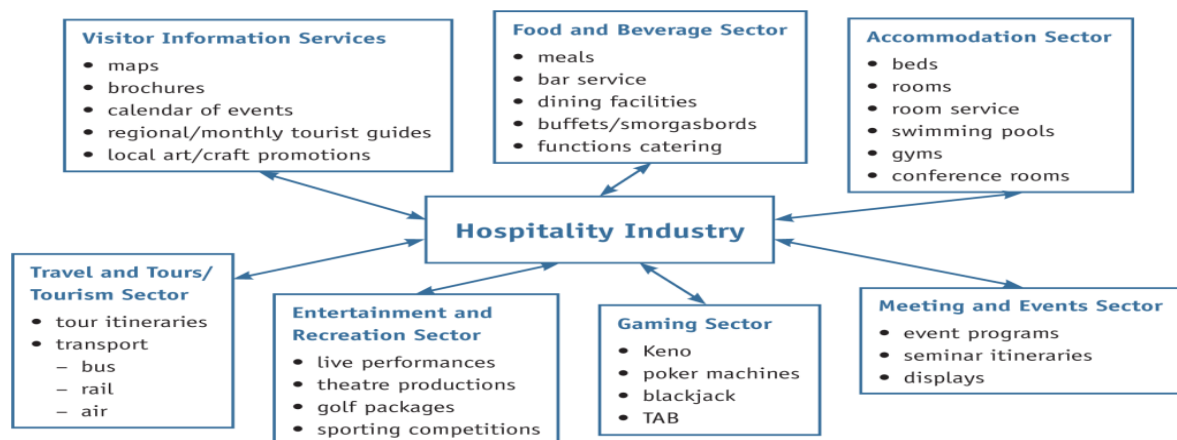 Visitor Information Services
• maps
• brochures
• calendar of events
• regional/monthly tourist guides
• local art/craft promotions
Food and Beverage Sector
• meals
• bar service
• dining facilities
• buffets/smorgasbords
• functions catering
Accommodation Sector
• beds
• rooms
• room service
• swimming pools
• gyms
• conference rooms
Hospitality Industry
Travel and Tours/
Tourism Sector
• tour itineraries
• transport
– bus
– rail
– air
Entertainment and
Recreation Sector
• live performances
• theatre productions
• golf packages
• sporting competitions
Gaming Sector
• Keno
• poker machines
• blackjack
• TAB
Meeting and Events Sector
• event programs
• seminar itineraries
• displays